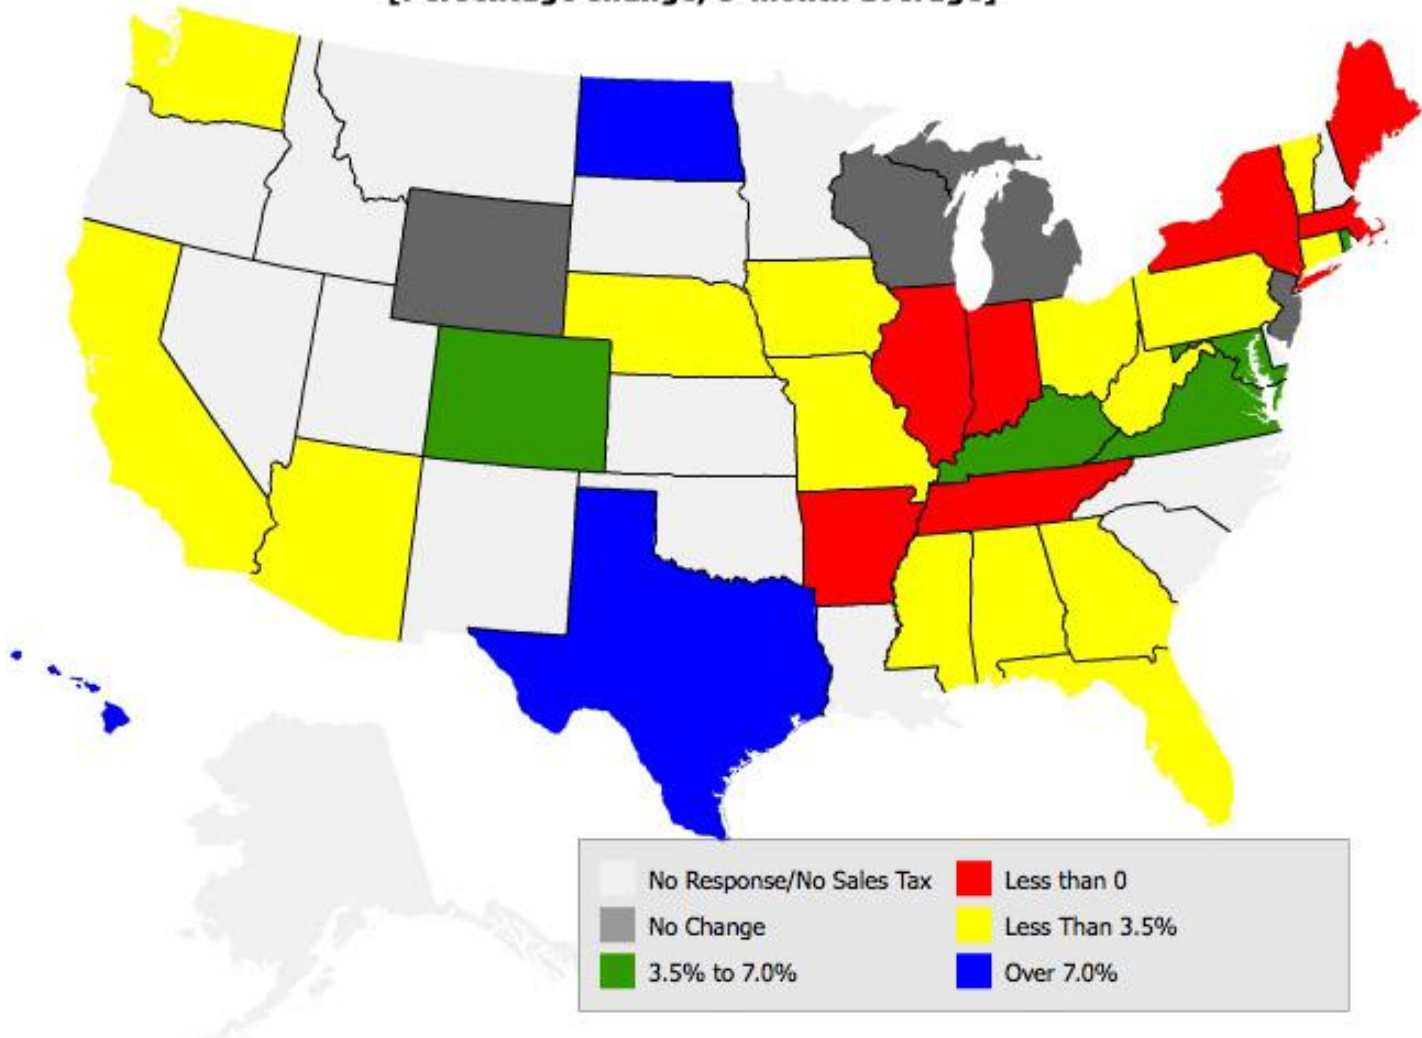 No Response/No Sales Tax
Less than 0
No Change
Less Than 3.5%
3.5% to 7.0%
Over 7.0%